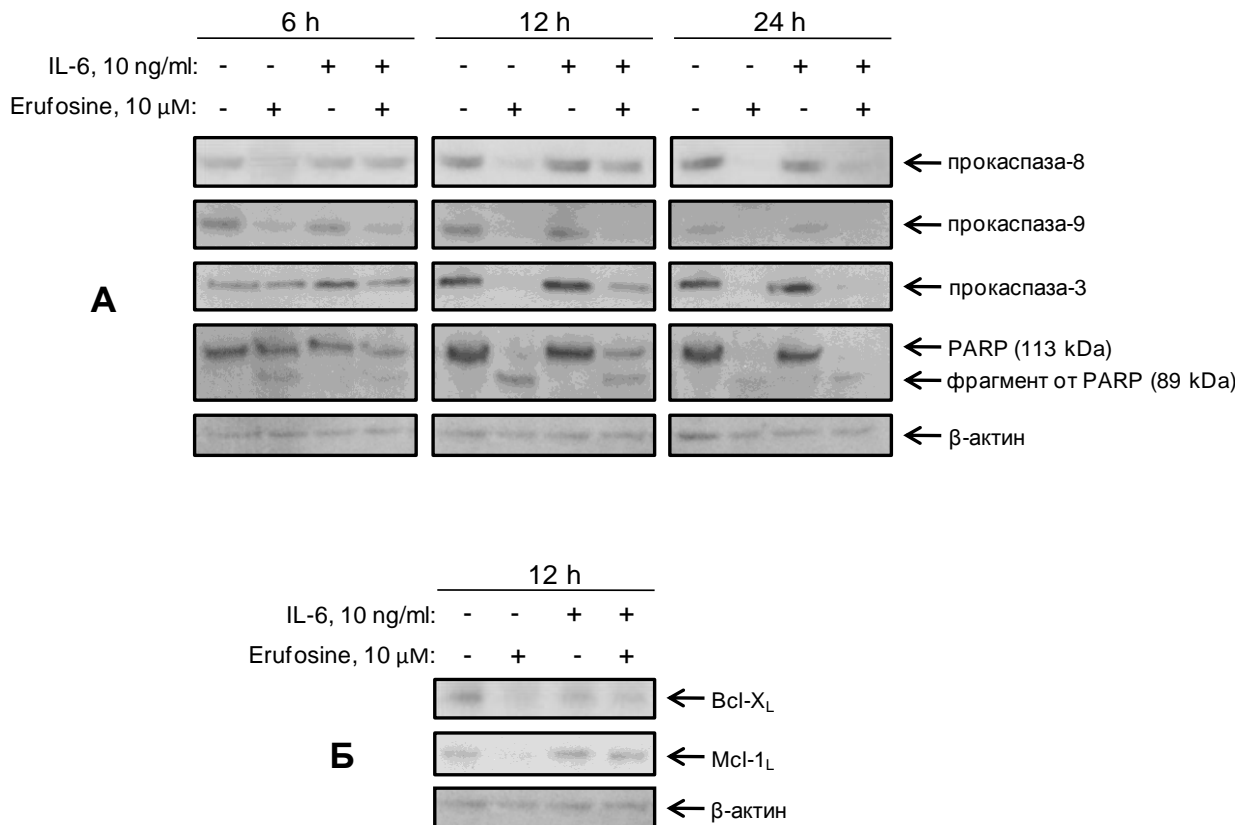 6 h 12 h 24 h
IL-6, 10 ng/ml: - - + + - - + + - - + +
Erufosine, 10 μM: - + - + - + - + - + - +
прокаспаза-8
прокаспаза-9
А
прокаспаза-3
PARP (113 kDa)
фрагмент от PARP (89 kDa)
β-актин
12 h
IL-6, 10 ng/ml: - - + +
Erufosine, 10 μM: - + - +
Bcl-XL
Б
Mcl-1L
β-актин